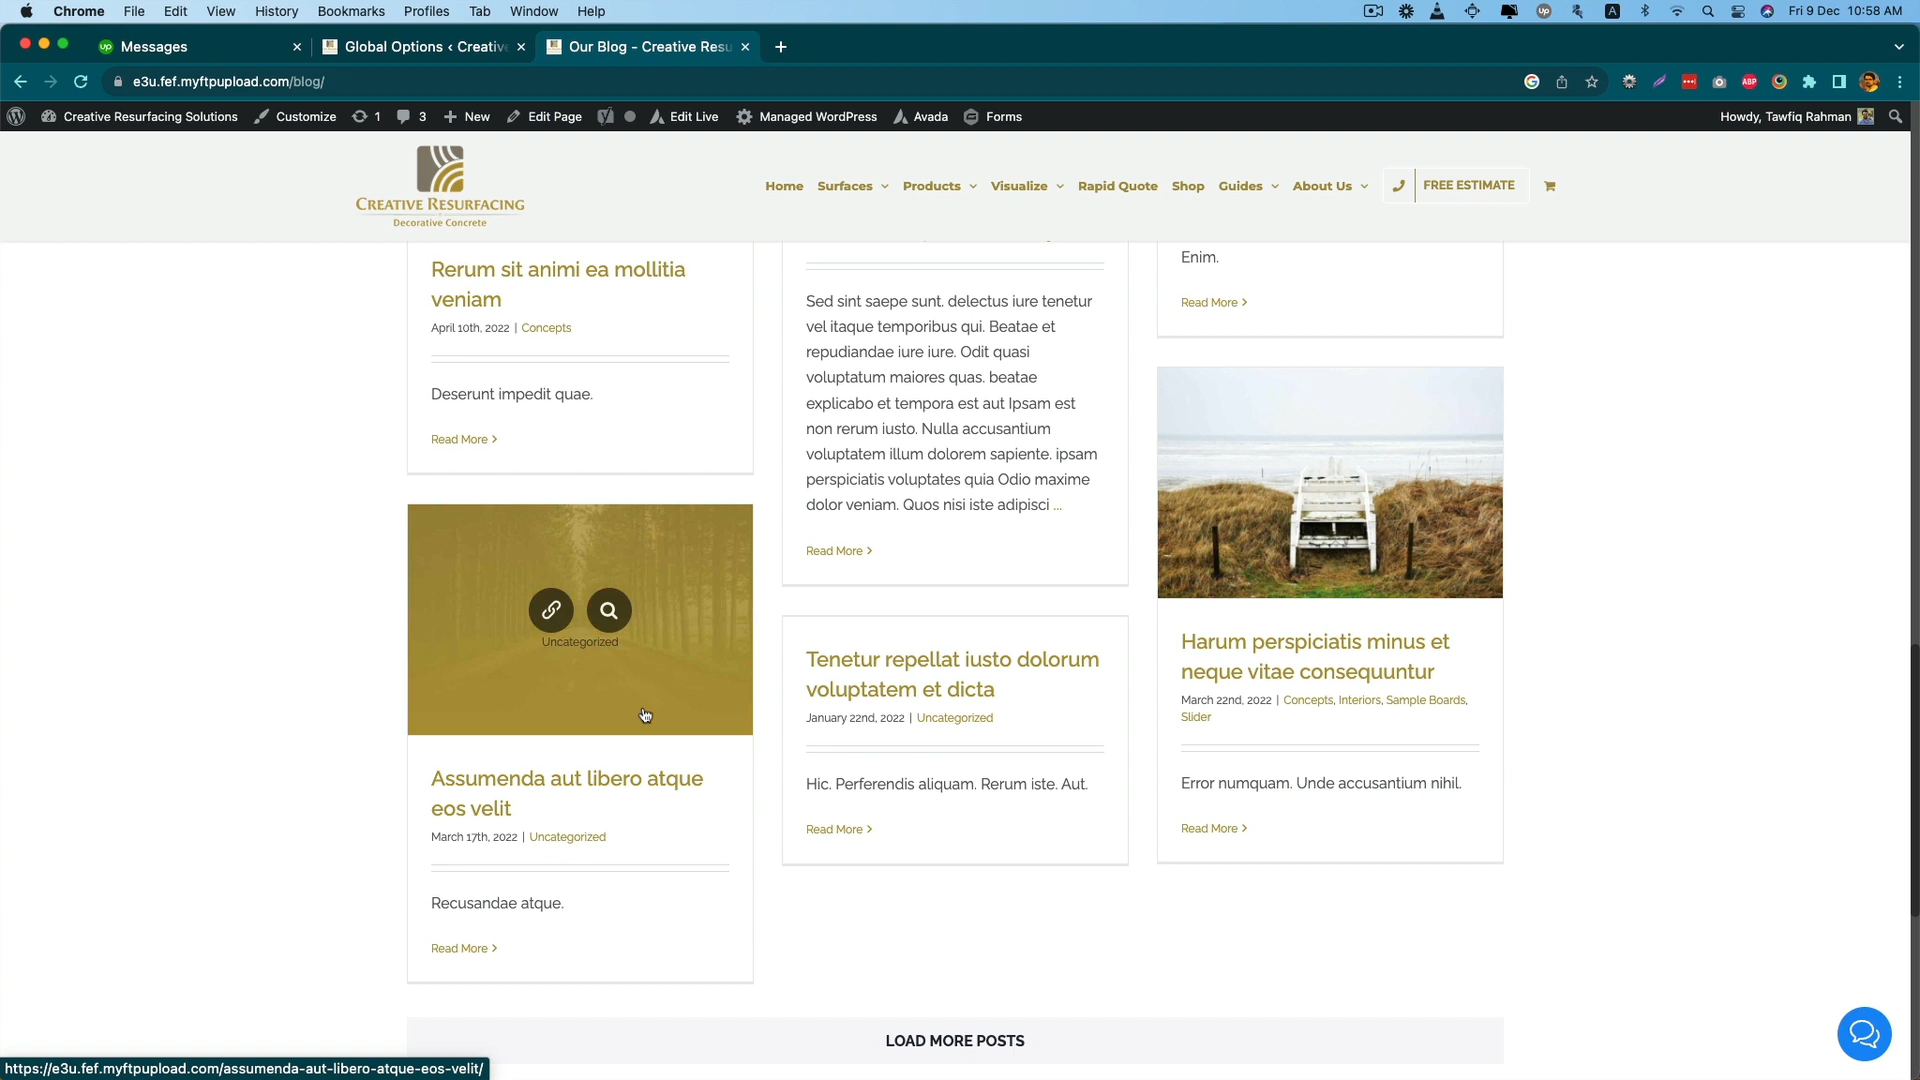 Chrome File Edit View History Bookmarks Profiles Tab Window Help A Fri 9 Dec 10:58 AM
up Messages Global Options ‹ Creative Our Blog - Creative Resu
e3u.fef.myftpupload.com/blog/ ABP
Creative Resurfacing Solutions Customize 1 3 New Edit Page Edit Live Managed WordPress Avada Forms Howdy, Tawfiq Rahman
CREATIVE RESURFACING
Decorative Concrete
Home Surfaces Products Visualize Rapid Quote Shop Guides About Us FREE ESTIMATE
Rerum sit animi ea mollitia
veniam
April 10th, 2022 | Concepts
Deserunt impedit quae.
Read More >
Uncategorized
Assumenda aut libero atque
eos velit
March 17th, 2022 | Uncategorized
Recusandae atque.
Read More >
Sed sint saepe sunt. delectus iure tenetur
vel itaque temporibus qui. Beatae et
repudiandae iure iure. Odit quasi
voluptatum maiores quas. beatae
explicabo et tempora est aut Ipsam est
non rerum iusto. Nulla accusantium
voluptatem illum dolorem sapiente. ipsam
perspiciatis voluptates quia Odio maxime
dolor veniam. Quos nisi iste adipisci ...
Read More >
Tenetur repellat iusto dolorum
voluptatem et dicta
January 22nd, 2022 | Uncategorized
Hic. Perferendis aliquam. Rerum iste. Aut.
Read More >
Enim.
Read More >
Harum perspiciatis minus et
neque vitae consequuntur
March 22nd, 2022 | Concepts, Interiors, Sample Boards,
Slider
Error numquam. Unde accusantium nihil.
Read More >
LOAD MORE POSTS
https://e3u.fef.myftpupload.com/assumenda-aut-libero-atque-eos-velit/